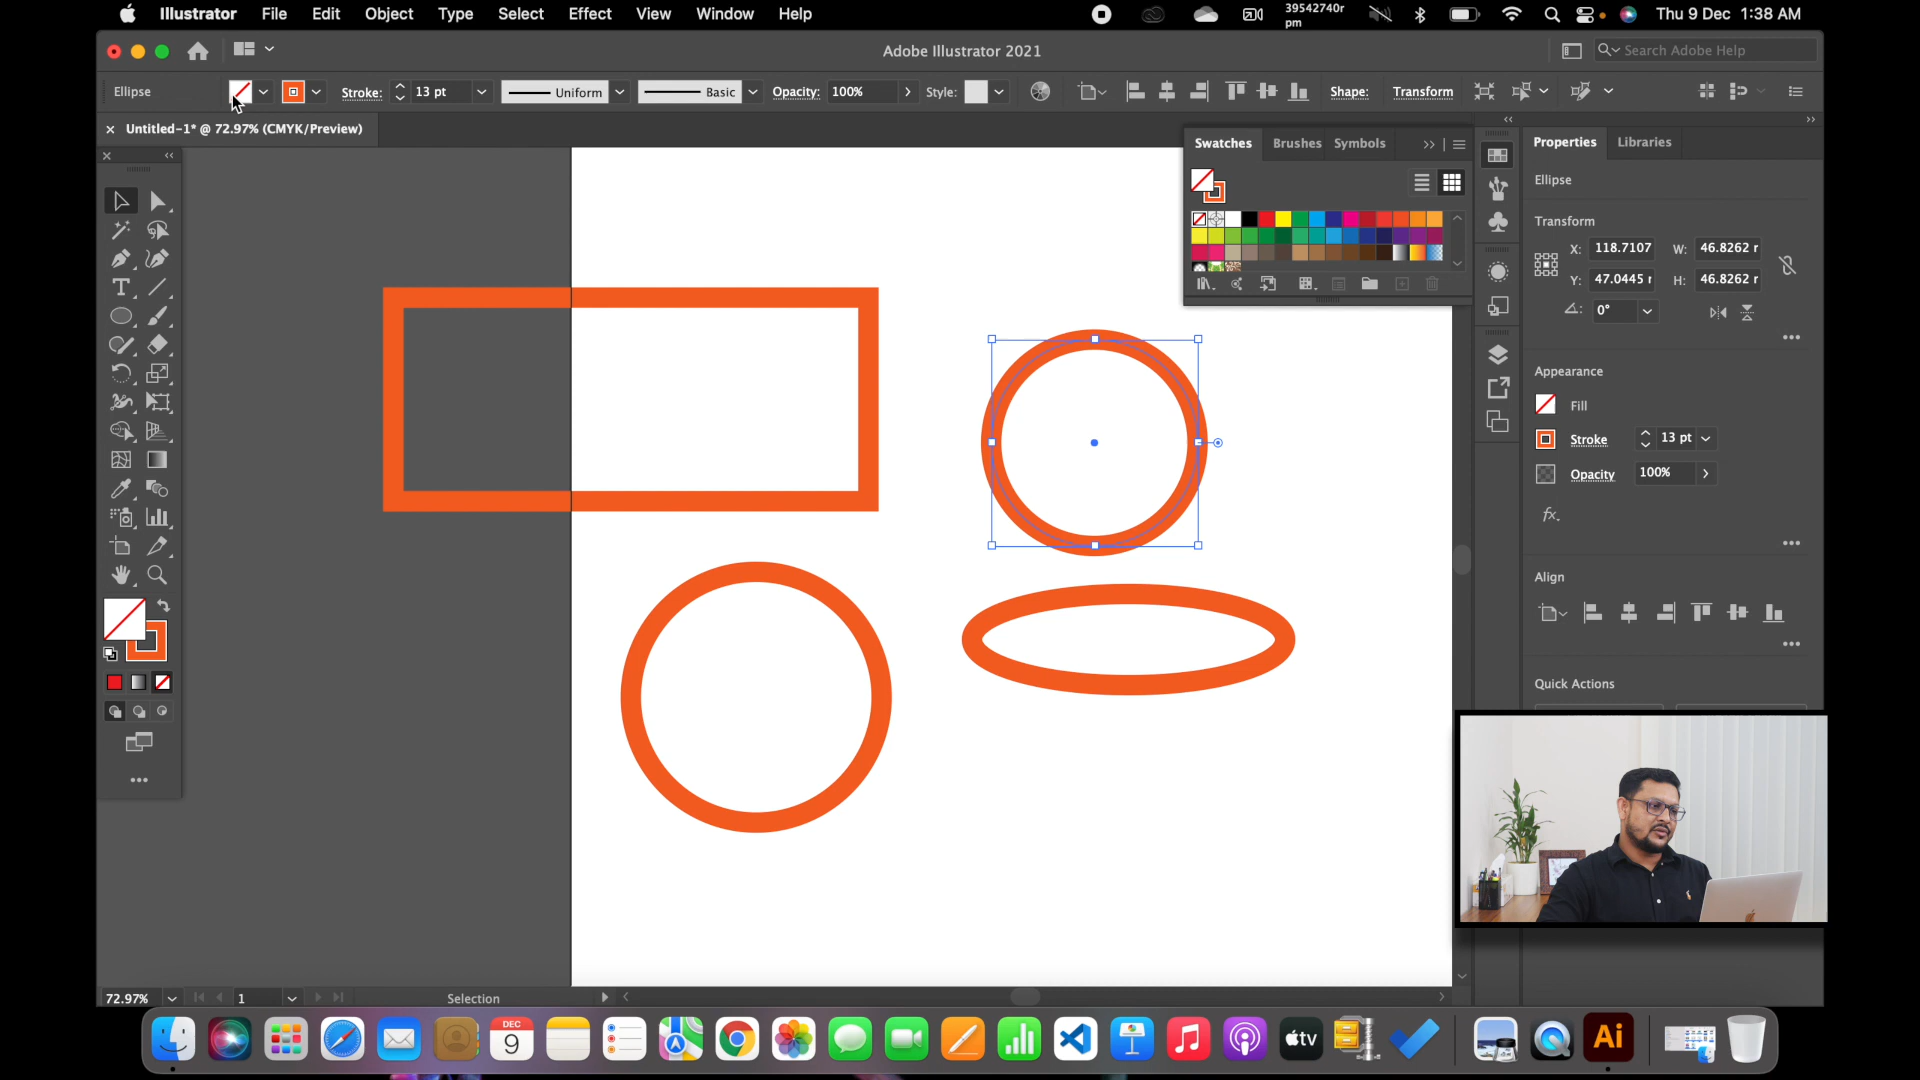 Illustrator File Edit Object Type Select Effect View Window Help
39542740r
pm
Thu 9 Dec 1:38 AM
Adobe Illustrator 2021
Search Adobe Help
Ellipse
Stroke: 13 pt
Uniform
Basic
Opacity: 100%
Style:
Shape:
Transform
× Untitled-1* @ 72.97% (CMYK/Preview)
Swatches Brushes Symbols
Properties Libraries
Ellipse
Transform
X: 118.7107 W: 46.8262 r
Y: 47.0445 r H: 46.8262 r
0°
Appearance
Fill
Stroke 13 pt
Opacity 100%
fx.
Align
Quick Actions
72.97%
1
Selection
DEC
9
tv
Ai